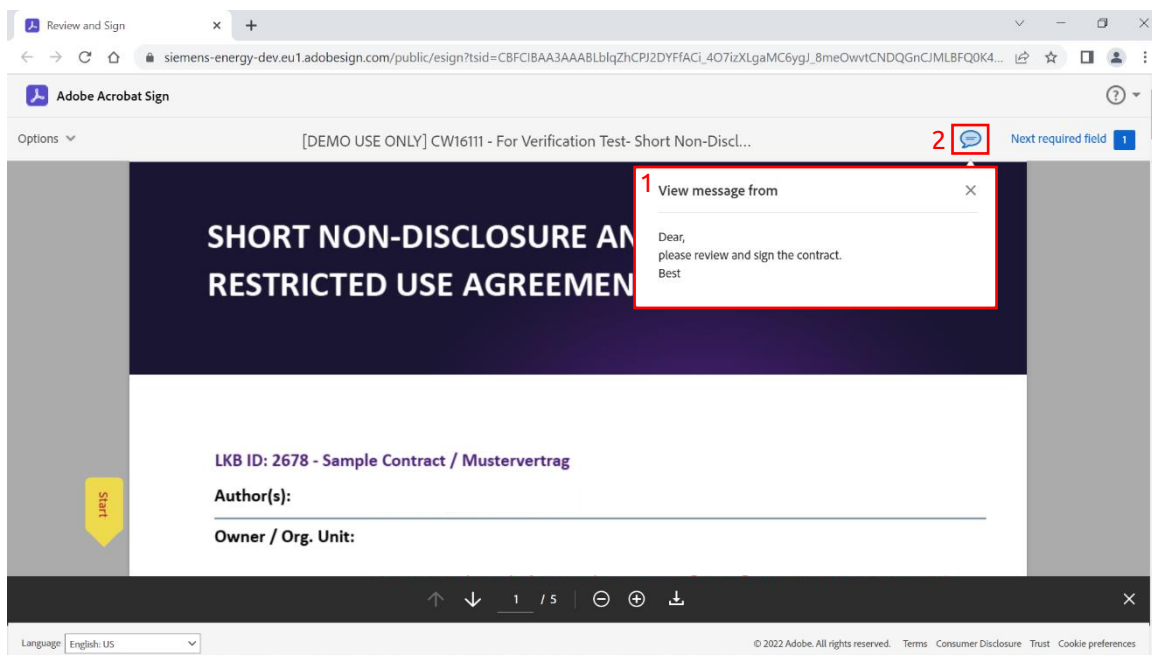 Review and Sign
siemens-energy-dev.eu1.adobesign.com/public/esign?tsid=CBFCIBAA3AAABLblqZhCPJ2DYFfACi_4O7izXLgaMC6ygJ_8meOwvtCNDQGnCJMLBFQ0K4...
Adobe Acrobat Sign
Options
[DEMO USE ONLY] CW16111 - For Verification Test- Short Non-Discl...
2
Next required field 1
1
View message from
Dear,
please review and sign the contract.
Best
SHORT NON-DISCLOSURE AN
RESTRICTED USE AGREEMEN
LKB ID: 2678 - Sample Contract / Mustervertrag
Start
Author(s):
Owner / Org. Unit:
1 / 5
Language English: US
© 2022 Adobe. All rights reserved. Terms Consumer Disclosure Trust Cookie preferences